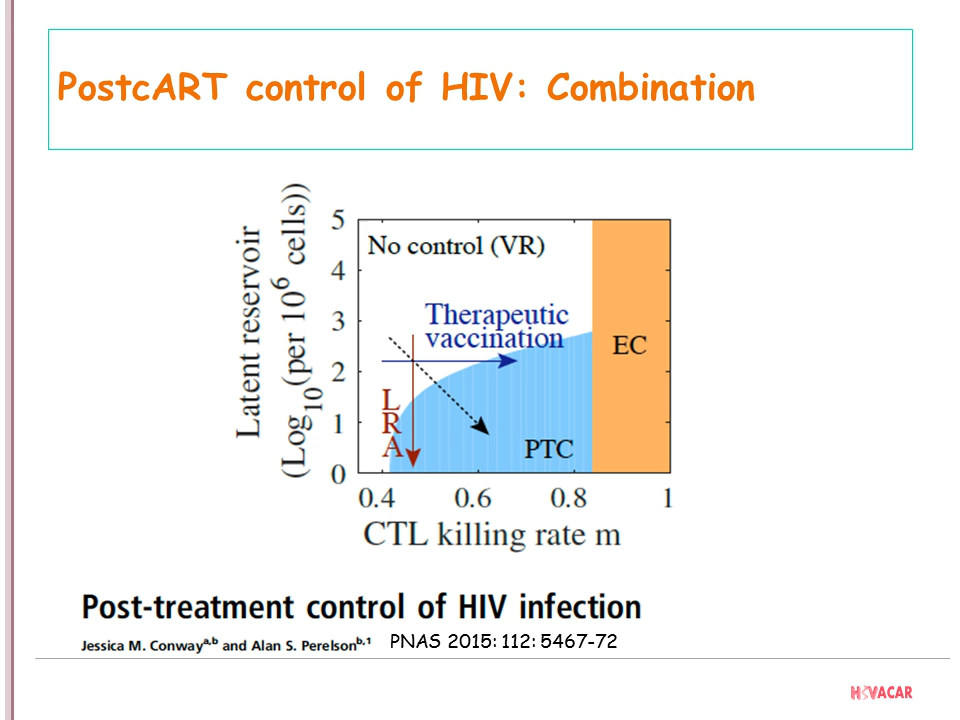 PostcART control of HIV: Combination
Latent reservoir
(Log10(per 10^6 cells))
5
4
3
2
1
0
No control (VR)
Therapeutic
vaccination
EC
L
R
A
PTC
0.4
0.6
0.8
1
CTL killing rate m
Post-treatment control of HIV infection
Jessica M. Conway^a,b and Alan S. Perelson^b,1 PNAS 2015: 112: 5467-72
HIVACAR